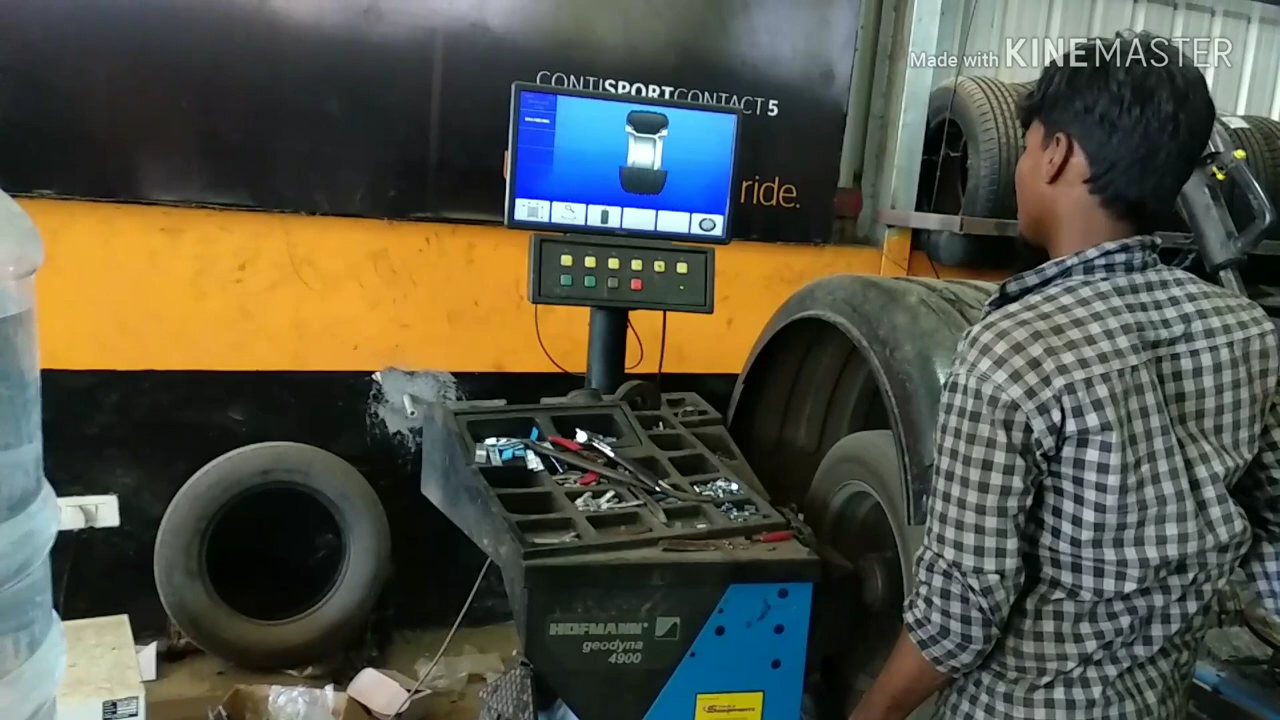 Made with KINEMASTER
CONTISPORTCONTACT 5
ride.
HOFMANN
geodyna
4900